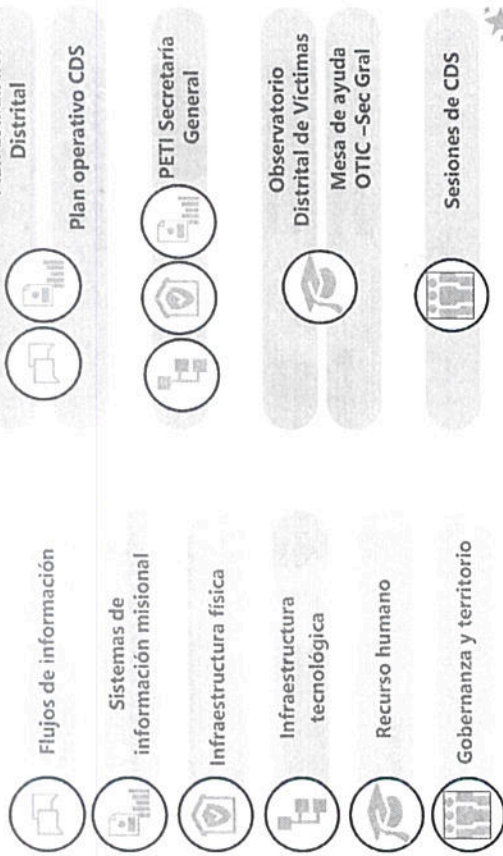 Flujos de información
Sistemas de
información misional
Infraestructura física
Infraestructura
tecnológica
Recurso humano
Gobernanza y territorio
Distrital
Plan operativo CDS
PETI Secretaría
General
Observatorio
Distrital de Víctimas
Mesa de ayuda
OTIC –Sec Gral
Sesiones de CDS